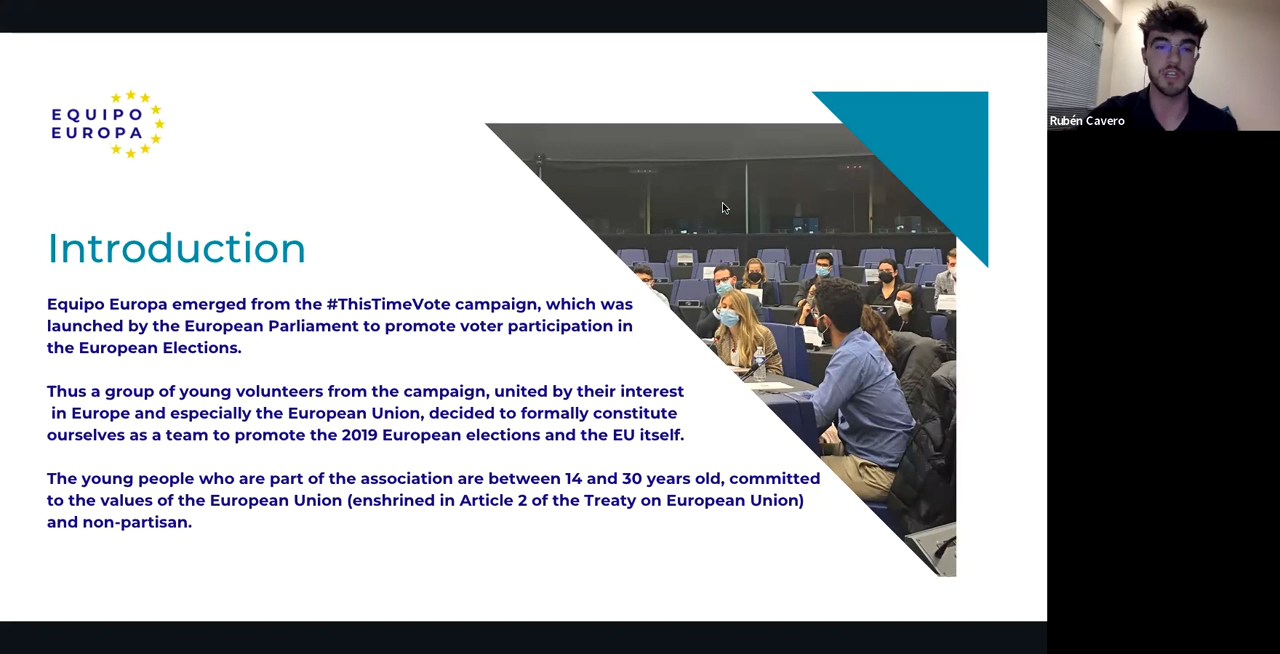 EQUIPO
EUROPA
Introduction
Equipo Europa emerged from the #ThisTimeVote campaign, which was
launched by the European Parliament to promote voter participation in
the European Elections.
Thus a group of young volunteers from the campaign, united by their interest
in Europe and especially the European Union, decided to formally constitute
ourselves as a team to promote the 2019 European elections and the EU itself.
The young people who are part of the association are between 14 and 30 years old, committed
to the values of the European Union (enshrined in Article 2 of the Treaty on European Union)
and non-partisan.
Rubén Cavero